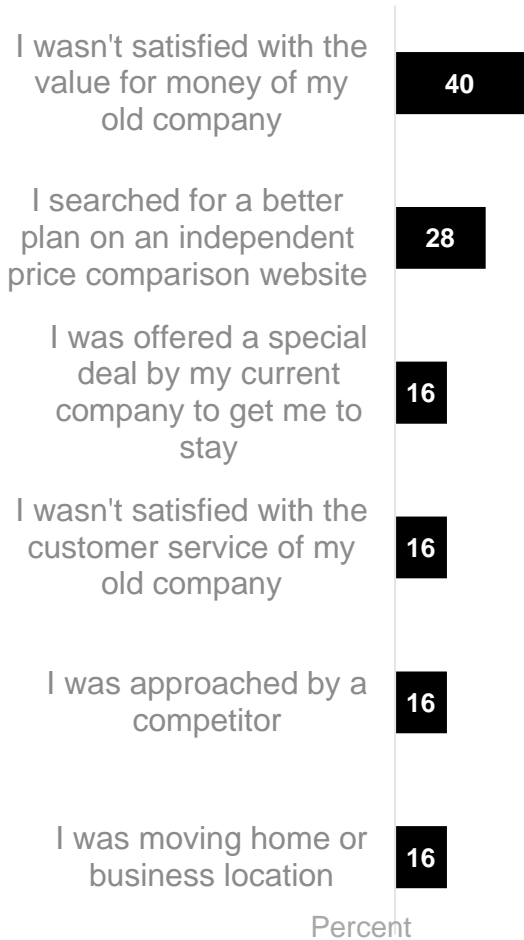 I wasn't satisfied with the
value for money of my
old company
40
I searched for a better
plan on an independent
price comparison website
28
I was offered a special
deal by my current
company to get me to
stay
16
I wasn't satisfied with the
customer service of my
old company
16
I was approached by a
competitor
16
I was moving home or
business location
16
Percent